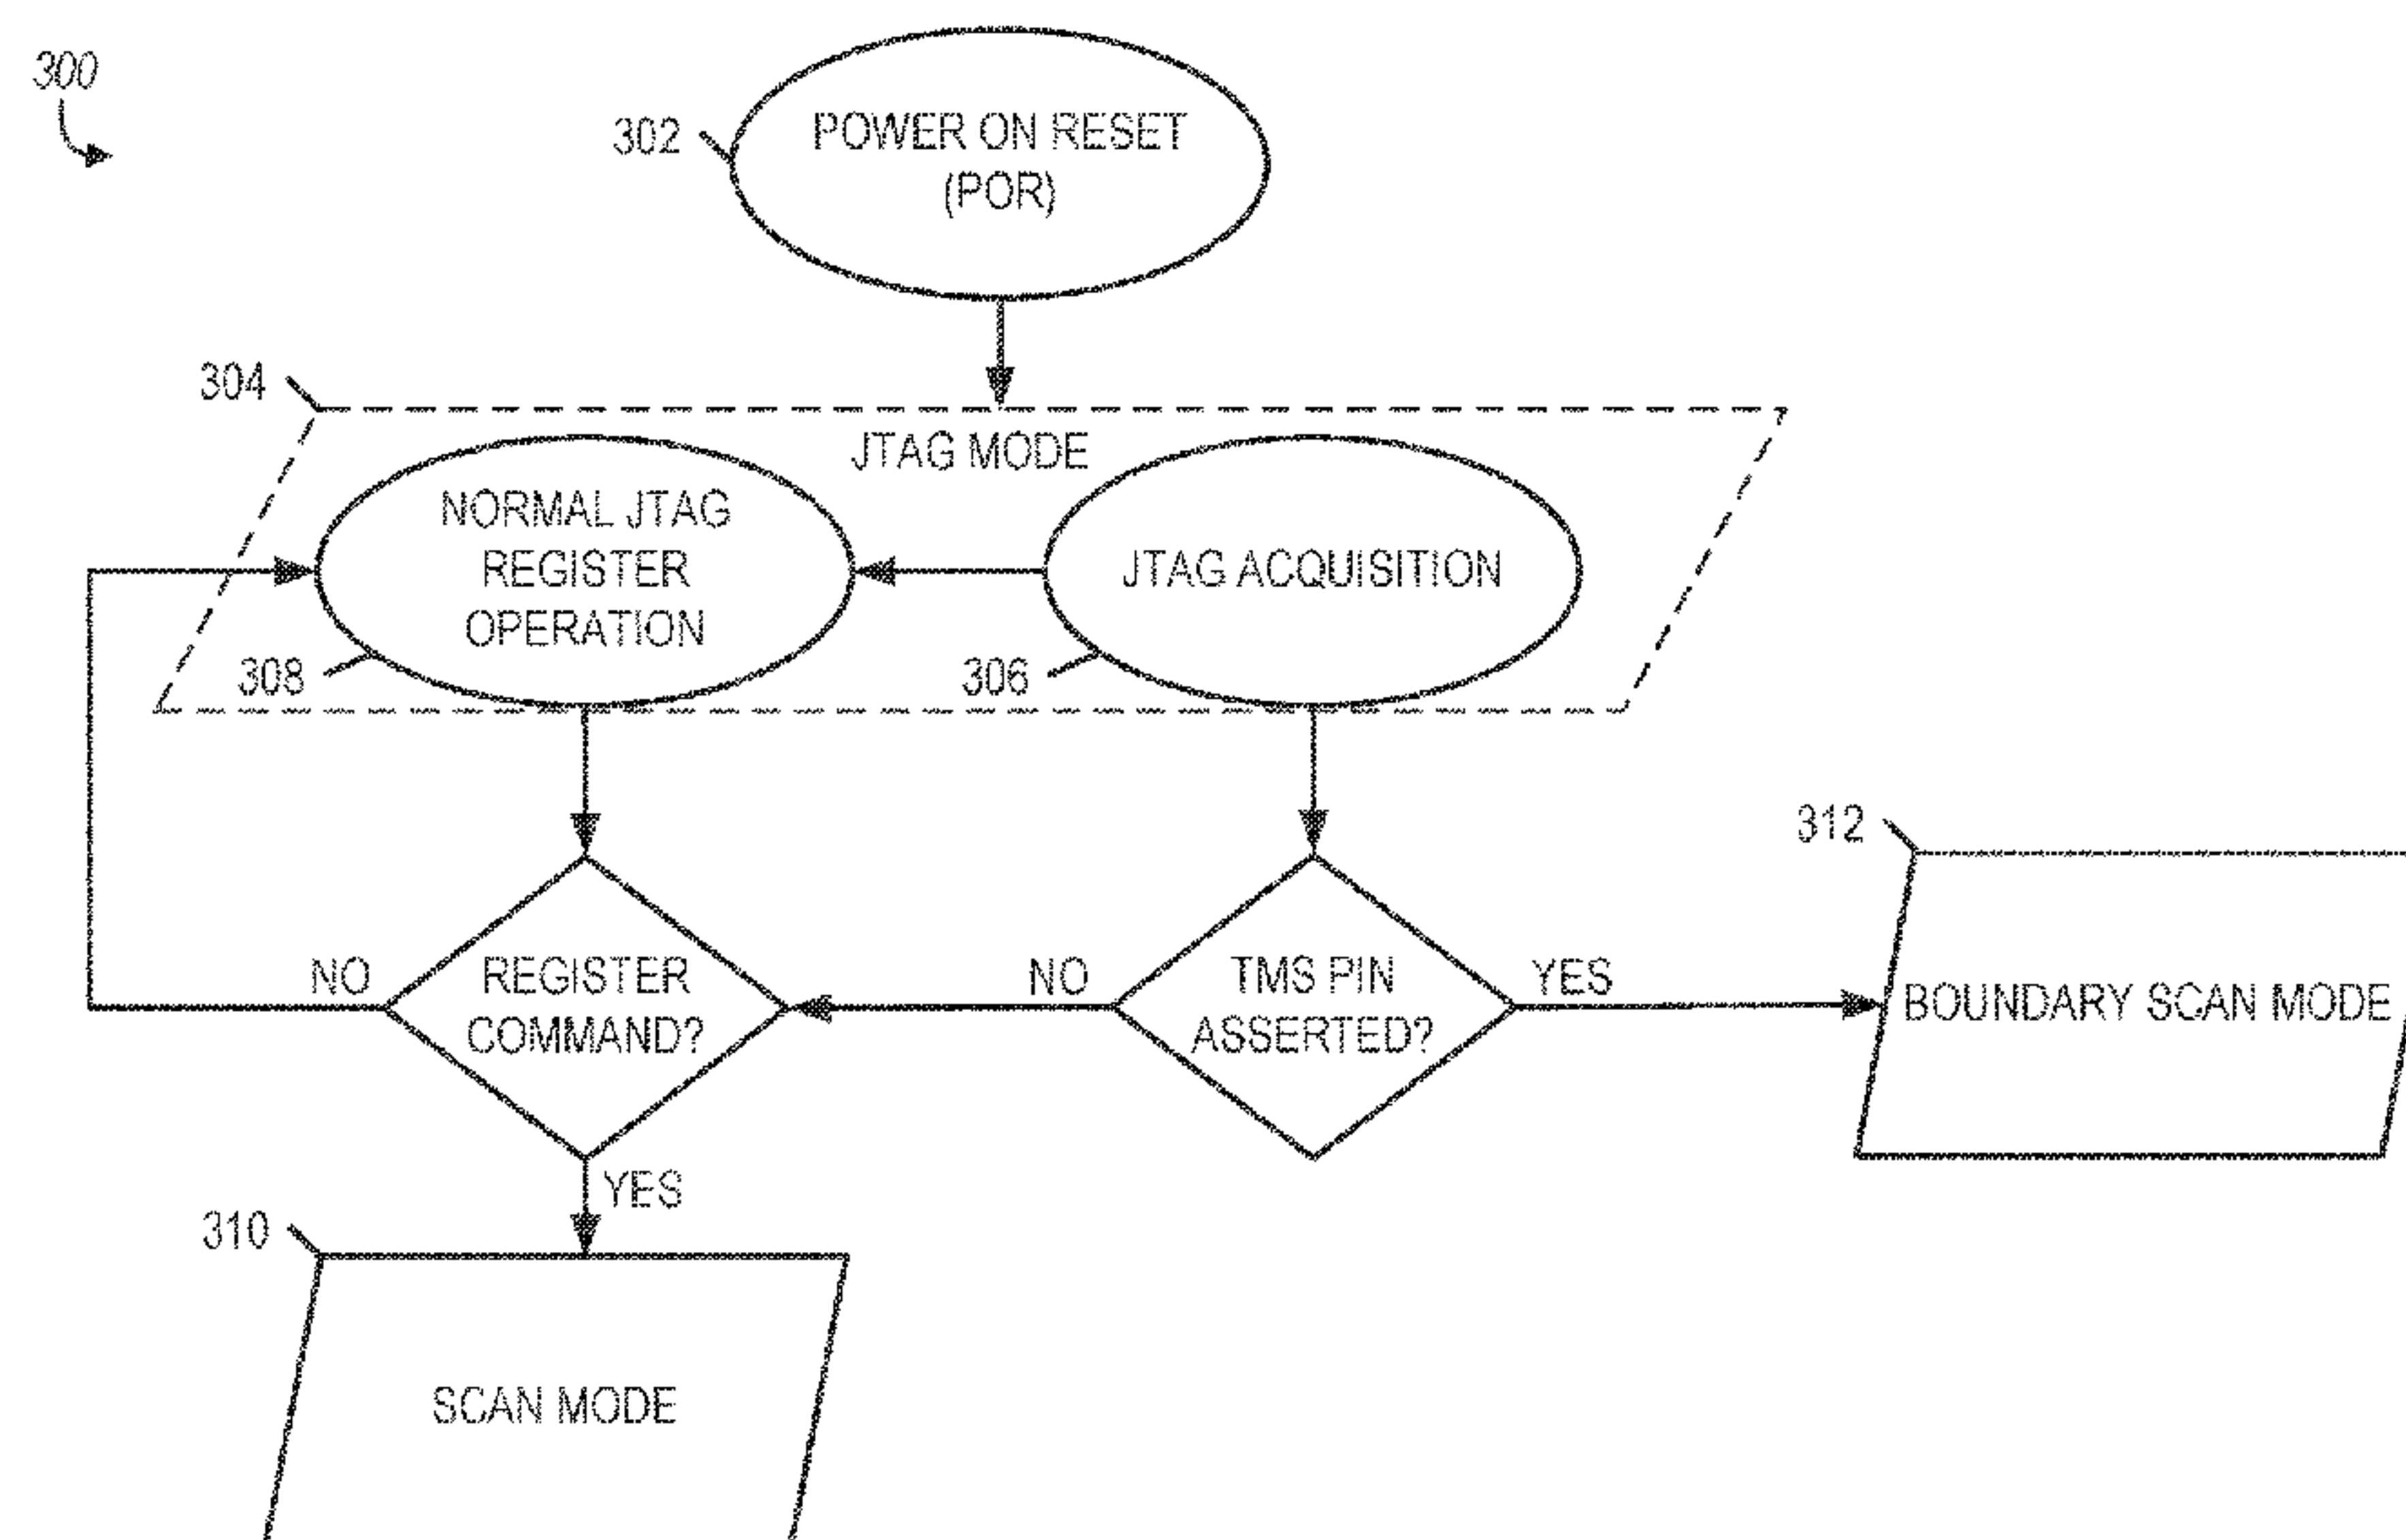 300
302
POWER ON RESET
(POR)
304
JTAG MODE
NORMAL JTAG
REGISTER
OPERATION
JTAG ACQUISITION
308
306
312
NO
REGISTER
COMMAND?
NO
TMS PIN
ASSERTED?
YES
BOUNDARY SCAN MODE
YES
310
SCAN MODE